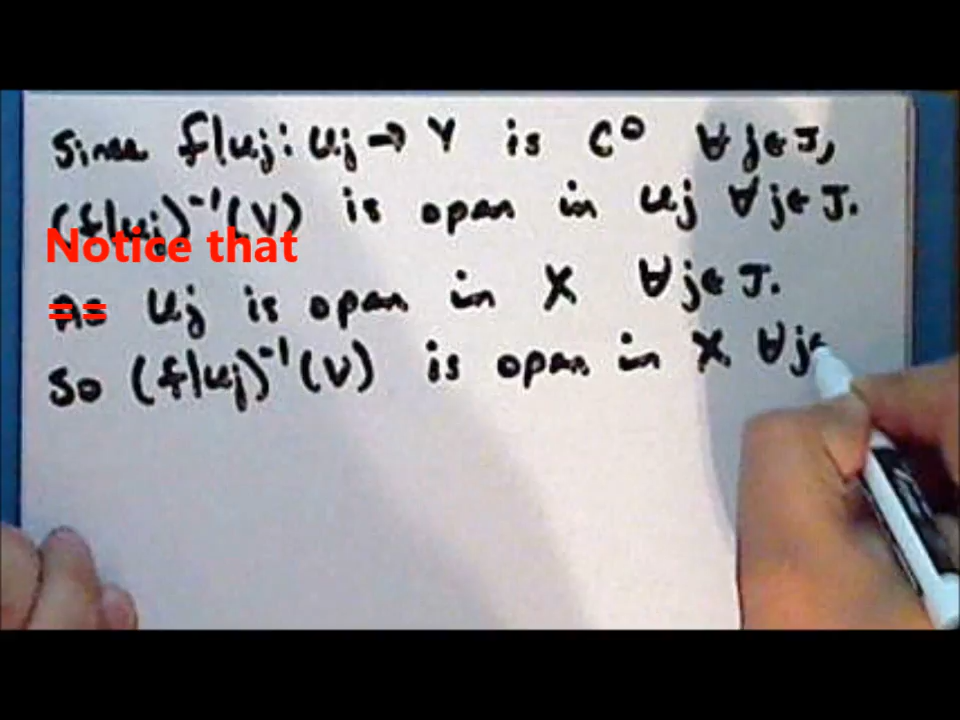 Since f|Uj: Uj → Y is C⁰ ∀ j ∈ J,
(f|Uj)⁻¹(V) is open in Uj ∀ j ∈ J.
Notice that
As Uj is open in X ∀ j ∈ J.
So (f|Uj)⁻¹(V) is open in X ∀ j ∈